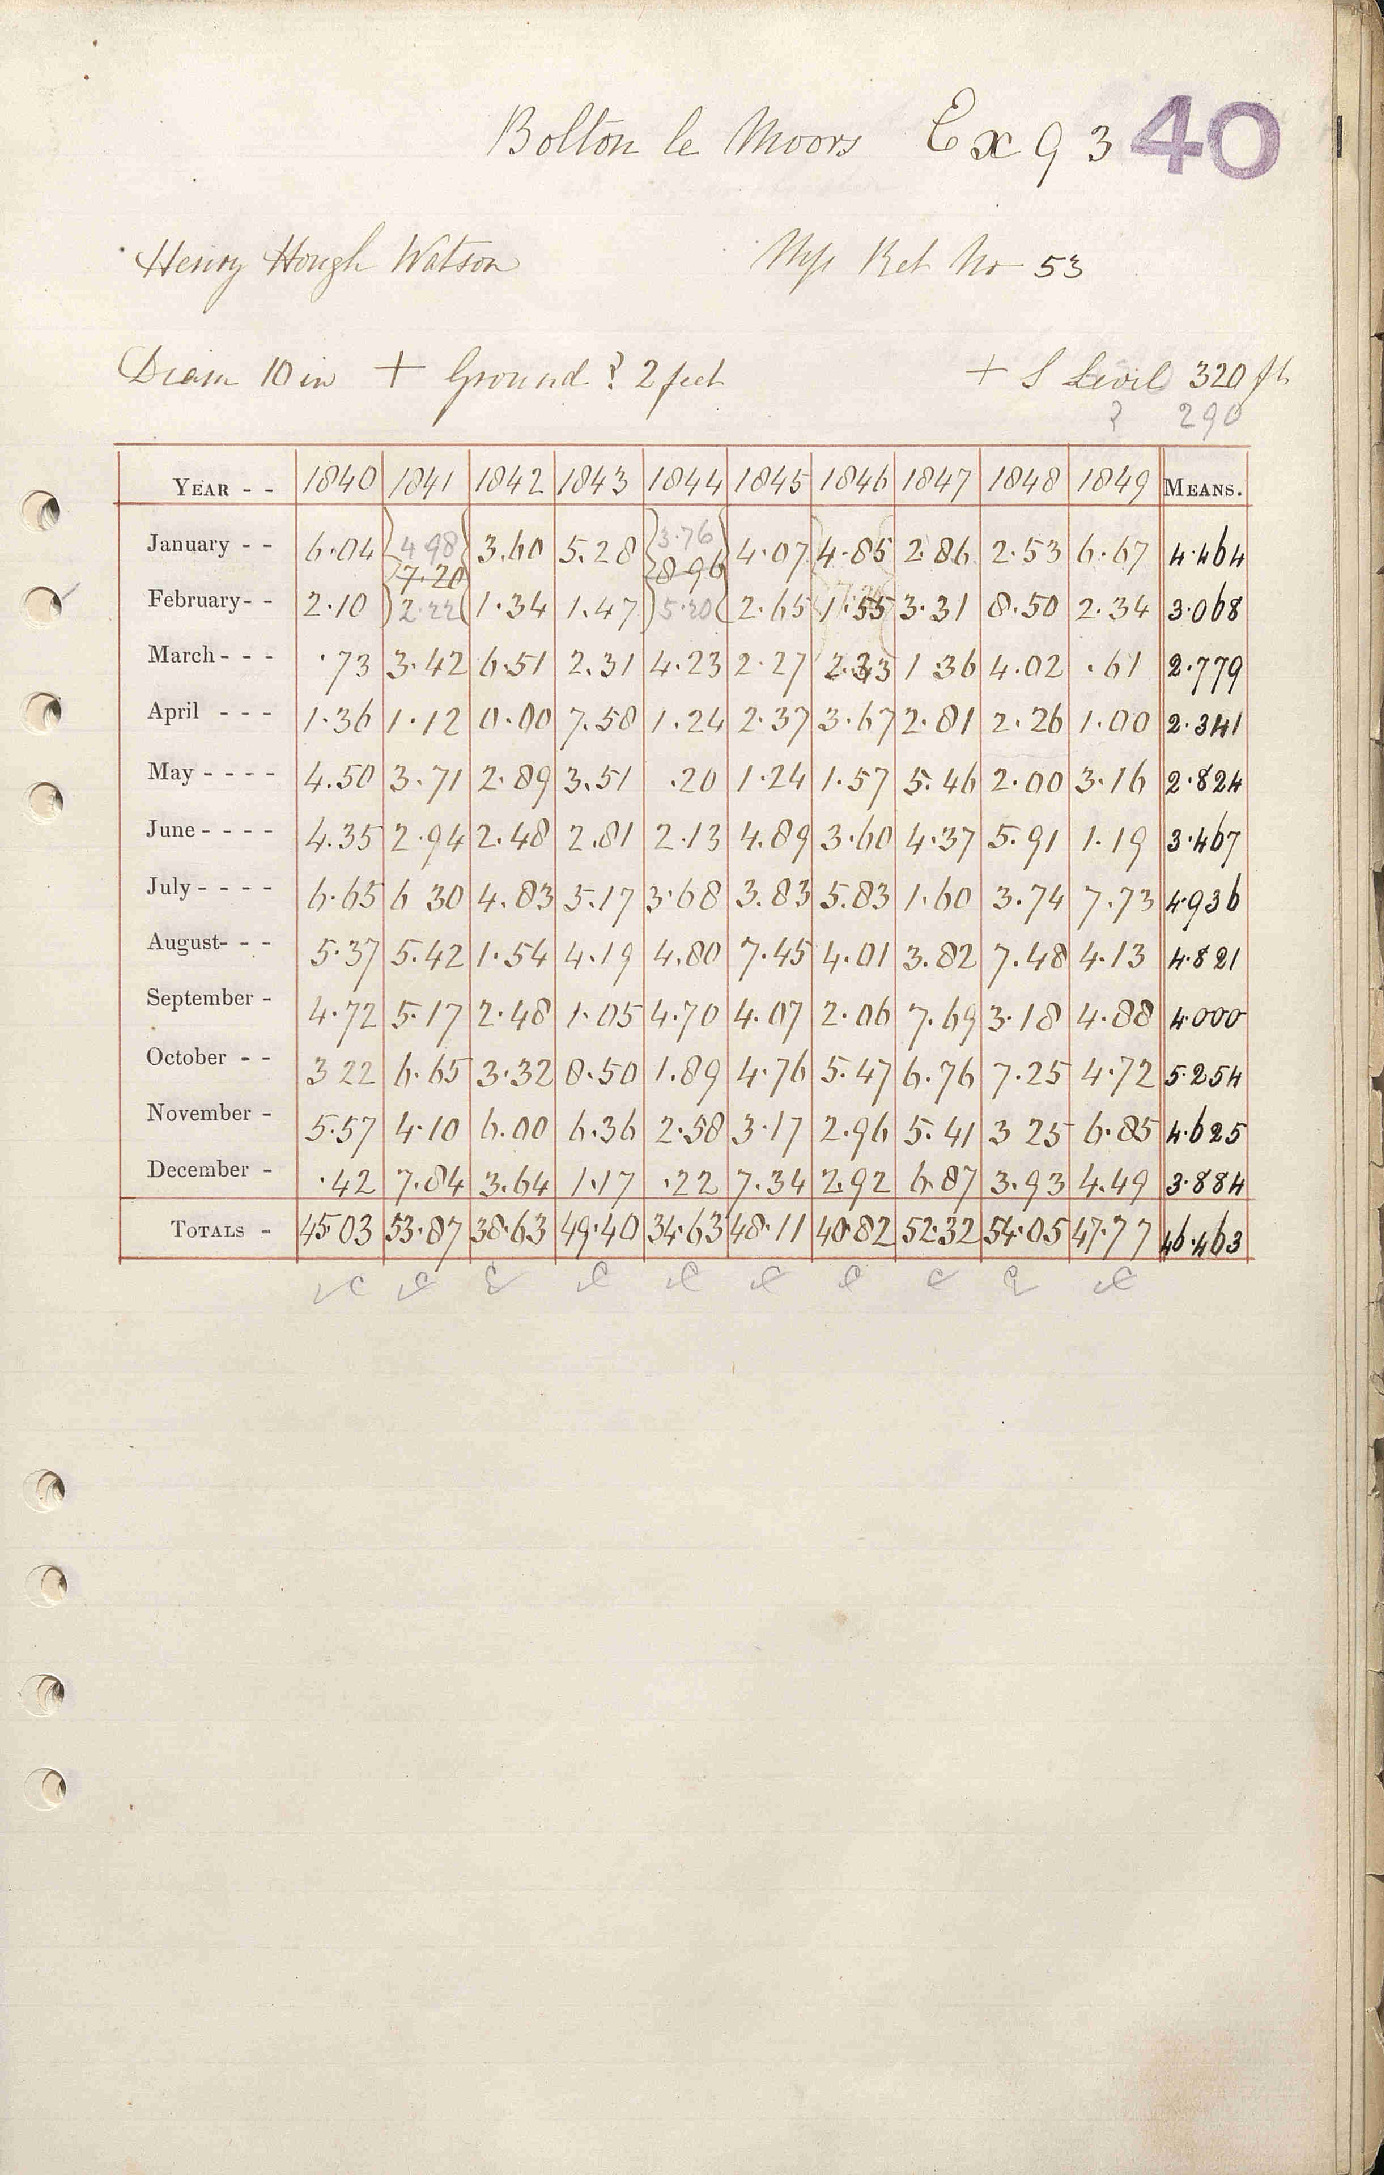 Bolton le Moors Ex 93 40
Henry Hough Watson Mss Ret No 53
Diam 10 in + Ground ? 2 feet + S Level 320 ft
? 290
YEAR - - 1840 1841 1842 1843 1844 1845 1846 1847 1848 1849 MEANS.
January - - 6.04 4.98 3.60 5.28 3.76 4.07 4.85 2.86 2.53 6.67 4.464
7.20 8.96
February - - 2.10 2.22 1.34 1.47 5.20 2.65 1.55 3.31 8.50 2.34 3.068
March - - - .73 3.42 6.51 2.31 4.23 2.27 2.33 1.36 4.02 .61 2.779
April - - - 1.36 1.12 0.00 7.58 1.24 2.37 3.67 2.81 2.26 1.00 2.341
May - - - - 4.50 3.71 2.89 3.51 .20 1.24 1.57 5.46 2.00 3.16 2.824
June - - - - 4.35 2.94 2.48 2.81 2.13 4.89 3.60 4.37 5.91 1.19 3.467
July - - - - 6.65 6 30 4.83 5.17 3.68 3.83 5.83 1.60 3.74 7.73 4.936
August- - - 5.37 5.42 1.54 4.19 4.80 7.45 4.01 3.82 7.48 4.13 4.821
September - 4.72 5.17 2.48 1.05 4.70 4.07 2.06 7.69 3.18 4.88 4.000
October - - 3 22 6.65 3.32 8.50 1.89 4.76 5.47 6.76 7.25 4.72 5.254
November - 5.57 4.10 6.00 6.36 2.58 3.17 2.96 5.41 3 25 6.85 4.625
December - .42 7.84 3.64 1.17 .22 7.34 2.92 6.87 3.93 4.49 3.884
TOTALS - 45.03 53.87 38.63 49.40 34.63 48.11 40.82 52.32 54.05 47.77 46.463